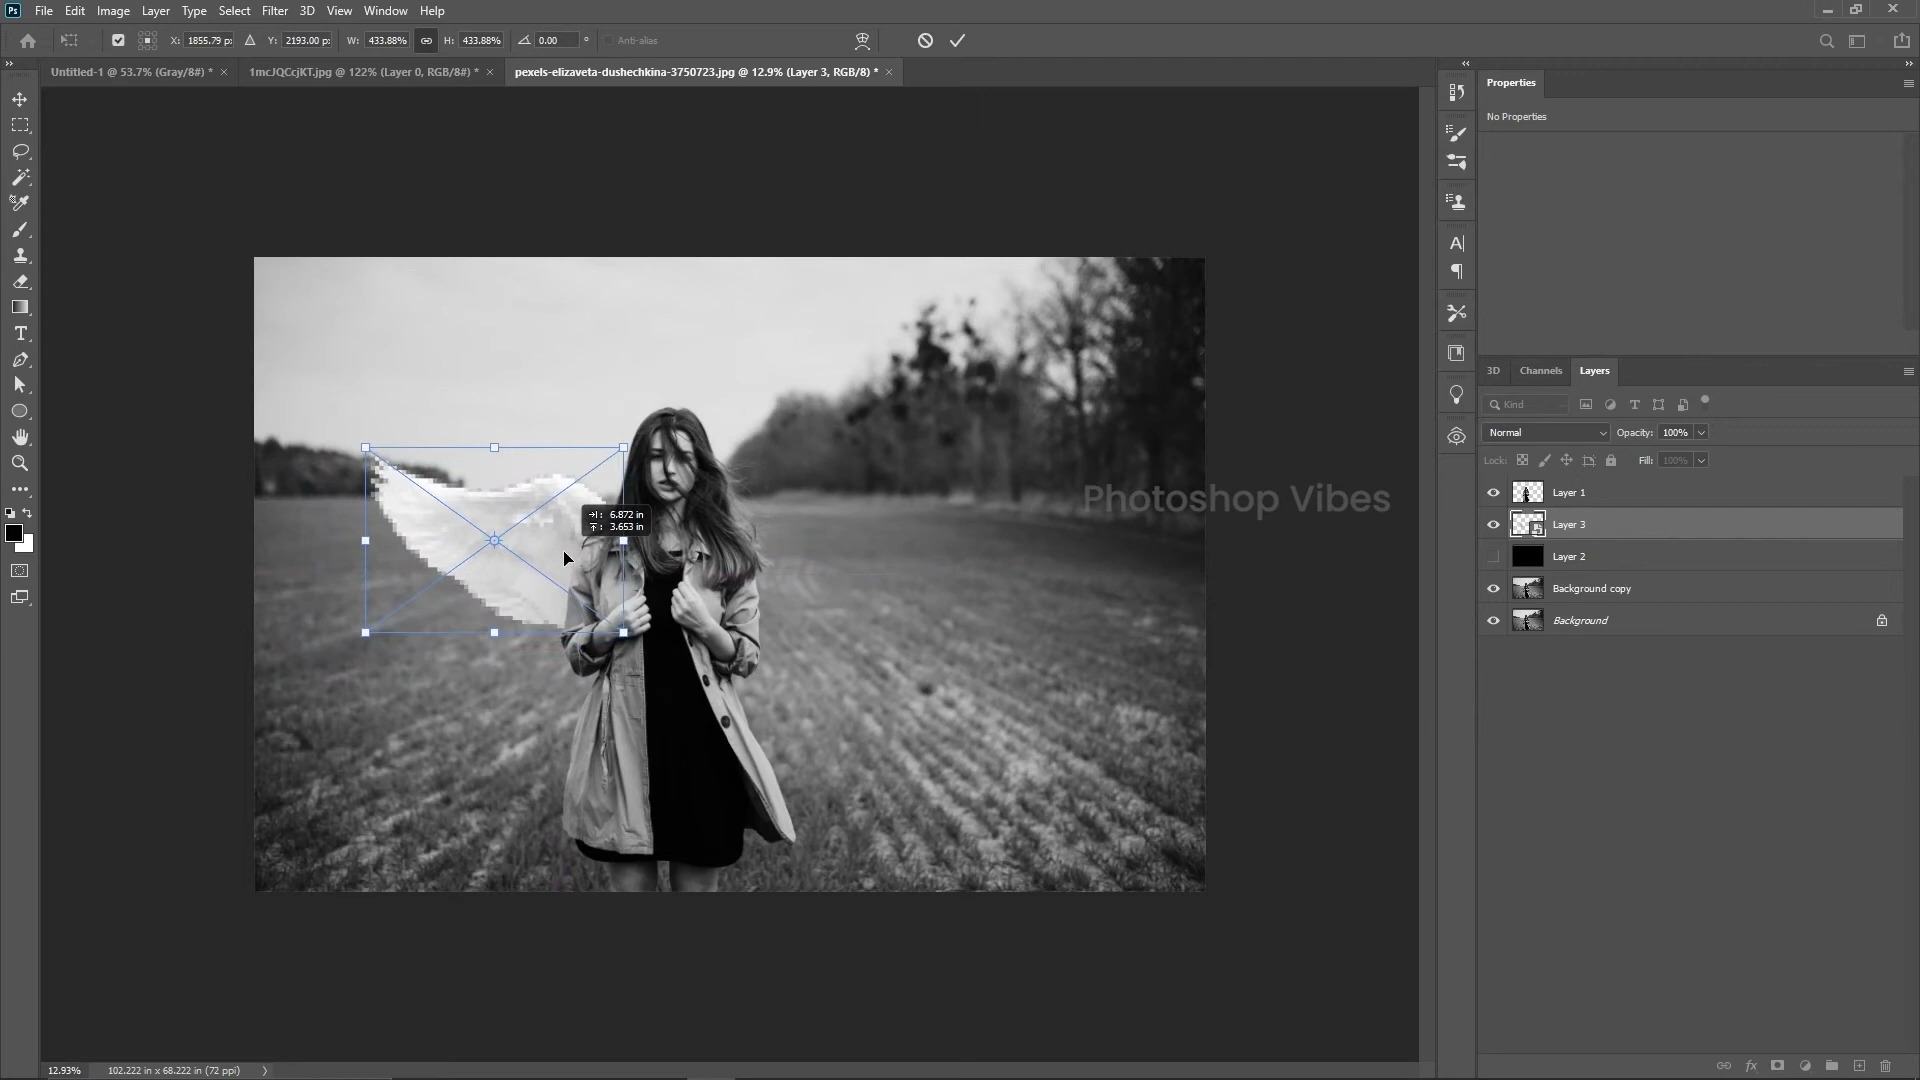 Ps File Edit Image Layer Type Select Filter 3D View Window Help
X: 1855.79 p: Y: 2193.00 p: W: 433.88% H: 433.88% 0.00 ° Anti-alias
Untitled-1 @ 53.7% (Gray/8#) * × 1mcJQCcjKT.jpg @ 122% (Layer 0, RGB/8#) * × pexels-elizaveta-dushechkina-3750723.jpg @ 12.9% (Layer 3, RGB/8) * ×
Properties
No Properties
3D Channels Layers
Kind
Normal Opacity: 100%
Lock: Fill: 100%
Layer 1
Layer 3
Layer 2
Background copy
Background
6.872 in
3.653 in
Photoshop Vibes
12.93% 102.222 in x 68.222 in (72 ppi)